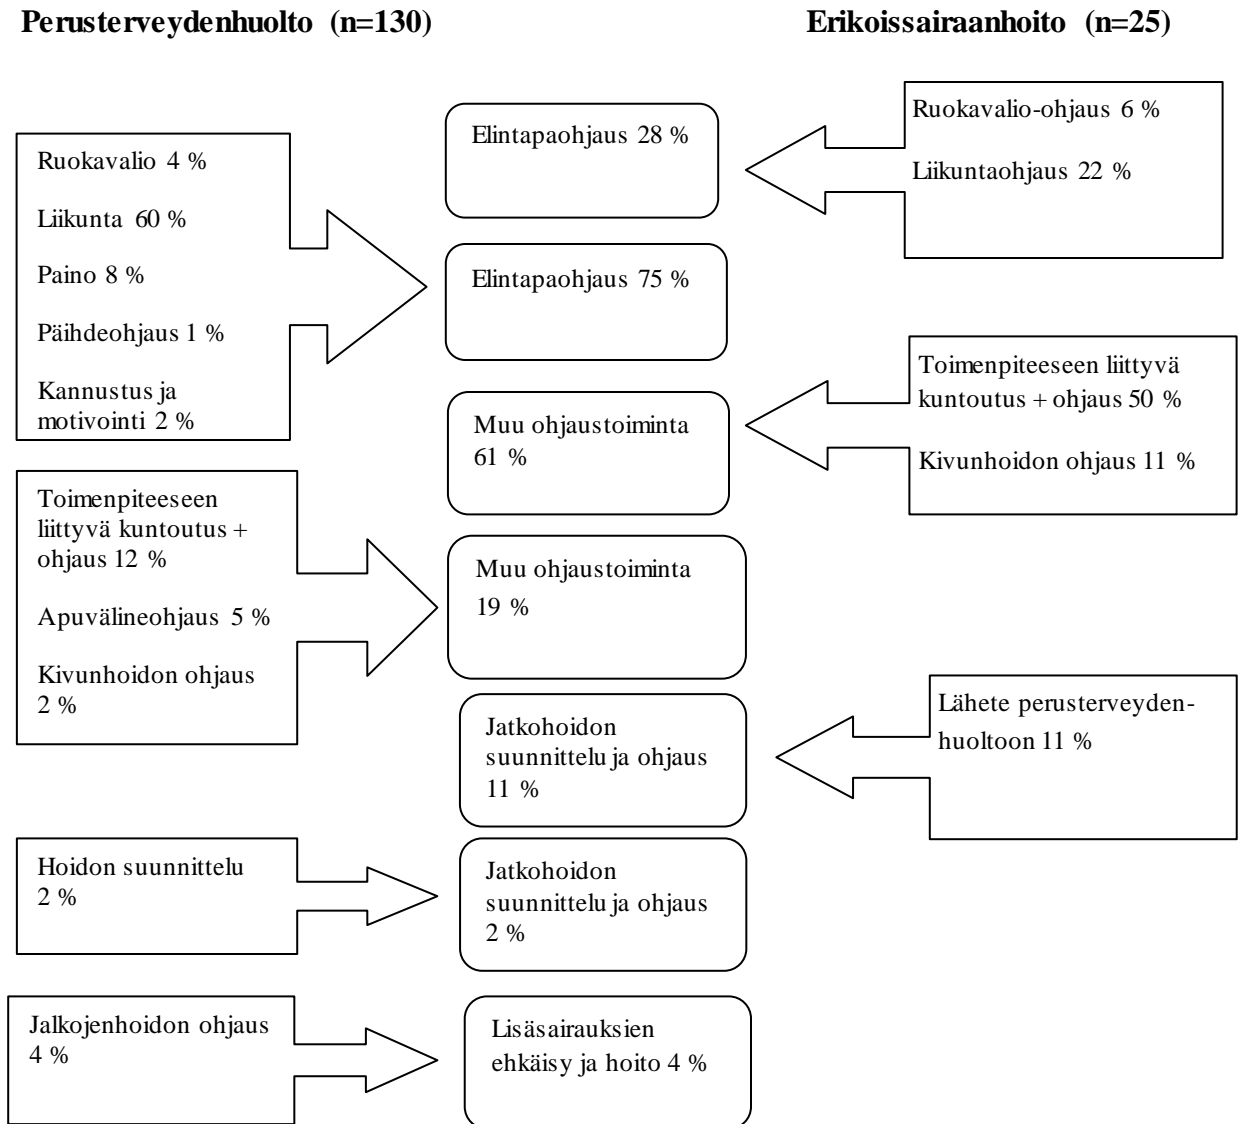 Perusterveydenhuolto (n=130)
Erikoissairaanhoito (n=25)
Ruokavalio 4 %
Liikunta 60 %
Paino 8 %
Päihdeohjaus 1 %
Kannustus ja
motivointi 2 %
Toimenpiteeseen
liittyvä kuntoutus +
ohjaus 12 %
Apuvälineohjaus 5 %
Kivunhoidon ohjaus
2 %
Hoidon suunnittelu
2 %
Jalkojenhoidon ohjaus
4 %
Elintapaohjaus 28 %
Elintapaohjaus 75 %
Muu ohjaustoiminta
61 %
Muu ohjaustoiminta
19 %
Jatkohoidon
suunnittelu ja ohjaus
11 %
Jatkohoidon
suunnittelu ja ohjaus
2 %
Lisäsairauksien
ehkäisy ja hoito 4 %
Ruokavalio-ohjaus 6 %
Liikuntaohjaus 22 %
Toimenpiteeseen liittyvä
kuntoutus + ohjaus 50 %
Kivunhoidon ohjaus 11 %
Lähete perusterveyden-
huoltoon 11 %